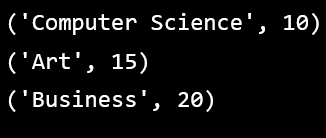 ('Computer Science', 10)
('Art', 15)
('Business', 20)